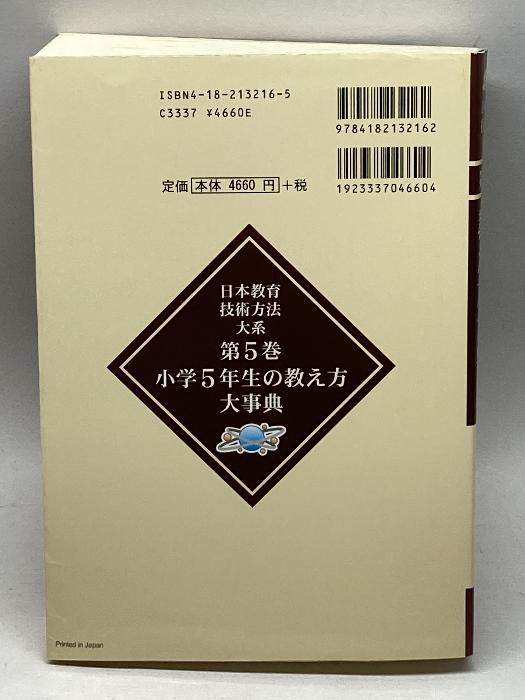 ISBN4-18-213216-5
C3337 ¥4660E
9784182132162
定価 本体 4660 円 +税
1923337046604
日本教育
技術方法
大系
第5巻
小学5年生の教え方
大事典
Printed in Japan